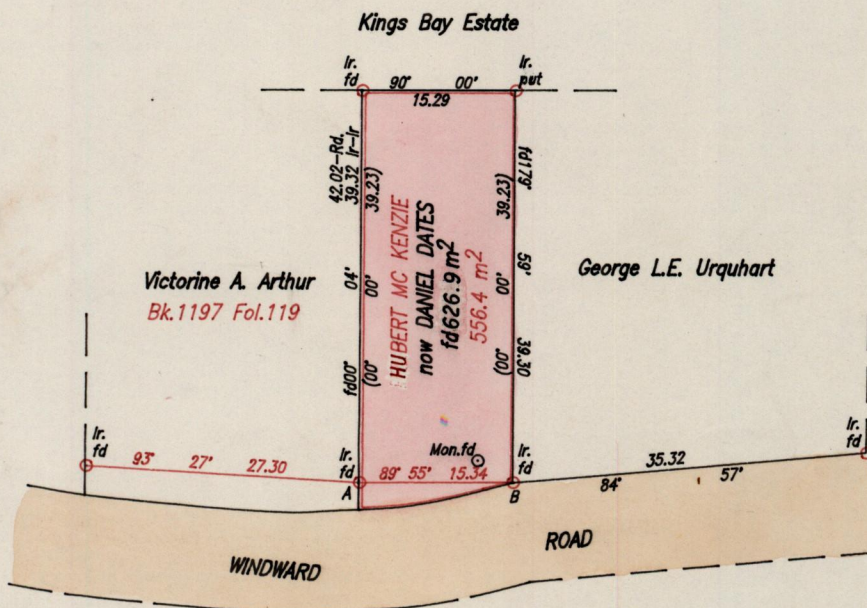 Kings Bay Estate
Ir.
fd
90° 00'
15.29
Ir.
put
42.02-Rd.
39.32 Ir-Ir
39.23)
04'
00'
fd00°
(00°
HUBERT MC KENZIE
now DANIEL DATES
fd626.9 m²
556.4 m²
fd179°
39.23)
59'
00'
39.30
(00°
Victorine A. Arthur
Bk.1197 Fol.119
George L.E. Urquhart
Ir.
fd
93° 27' 27.30
Ir.
fd
A
89° 55' 15.34
Mon.fd
Ir.
fd
B
35.32
84° 57'
Ir.
fd
WINDWARD ROAD